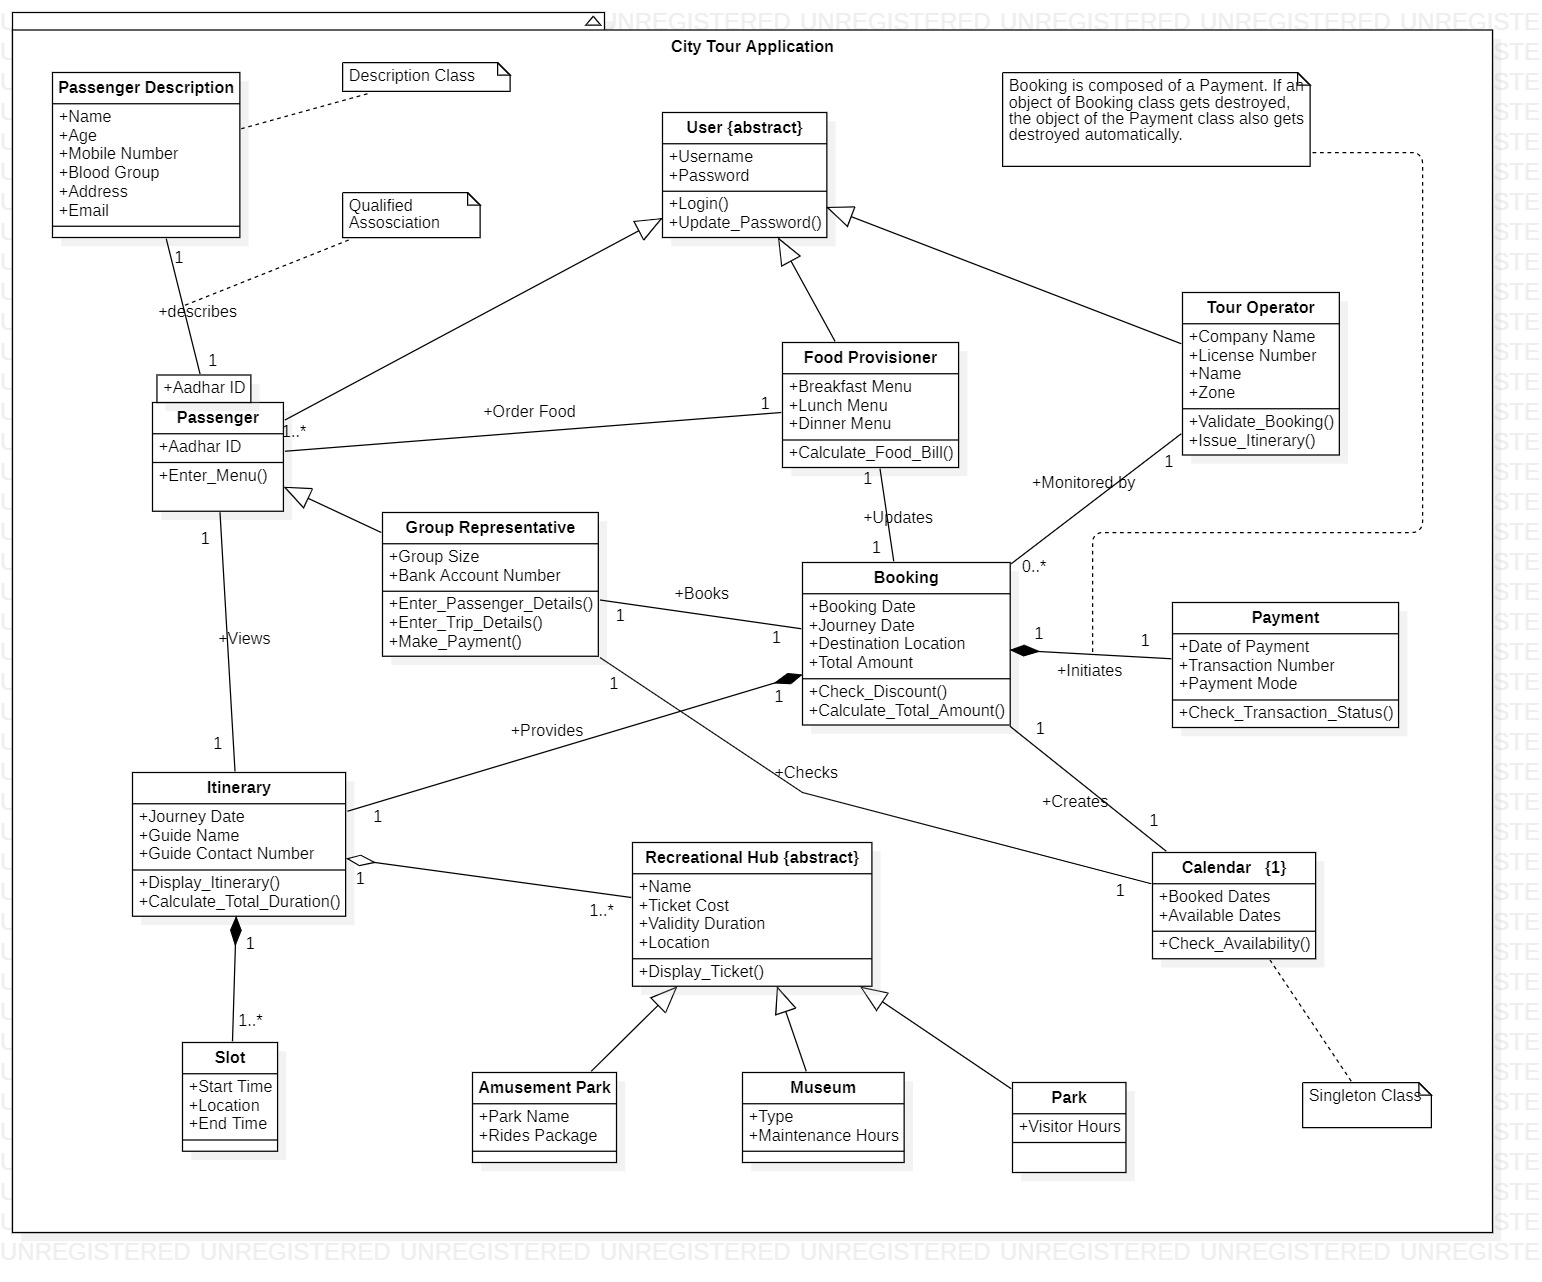 UNREGISTERED UNREGISTERED UNREGISTERED UNREGISTERED UNREGISTE
City Tour Application
Passenger Description
+Name
+Age
+Mobile Number
+Blood Group
+Address
+Email
Description Class
Qualified
Assosciation
User {abstract}
+Username
+Password
+Login()
+Update_Password()
Booking is composed of a Payment. If an
object of Booking class gets destroyed,
the object of the Payment class also gets
destroyed automatically.
1
+describes
1
+Aadhar ID
Passenger
+Aadhar ID
+Enter_Menu()
1..*
+Order Food
1
Food Provisioner
+Breakfast Menu
+Lunch Menu
+Dinner Menu
+Calculate_Food_Bill()
Tour Operator
+Company Name
+License Number
+Name
+Zone
+Validate_Booking()
+Issue_Itinerary()
1
+Monitored by
0..*
1
+Updates
1
Group Representative
+Group Size
+Bank Account Number
+Enter_Passenger_Details()
+Enter_Trip_Details()
+Make_Payment()
1
+Books
1
Booking
+Booking Date
+Journey Date
+Destination Location
+Total Amount
+Check_Discount()
+Calculate_Total_Amount()
1
1
+Initiates
Payment
+Date of Payment
+Transaction Number
+Payment Mode
+Check_Transaction_Status()
1
+Views
1
1
+Provides
1
1
+Checks
1
1
+Creates
1
Itinerary
+Journey Date
+Guide Name
+Guide Contact Number
+Display_Itinerary()
+Calculate_Total_Duration()
1
1..*
Recreational Hub {abstract}
+Name
+Ticket Cost
+Validity Duration
+Location
+Display_Ticket()
Calendar {1}
+Booked Dates
+Available Dates
+Check_Availability()
1
1..*
Slot
+Start Time
+Location
+End Time
Amusement Park
+Park Name
+Rides Package
Museum
+Type
+Maintenance Hours
Park
+Visitor Hours
Singleton Class
UNREGISTERED UNREGISTERED UNREGISTERED UNREGISTERED UNREGISTERED UNREGISTERED UNREGISTERED UNREGISTE